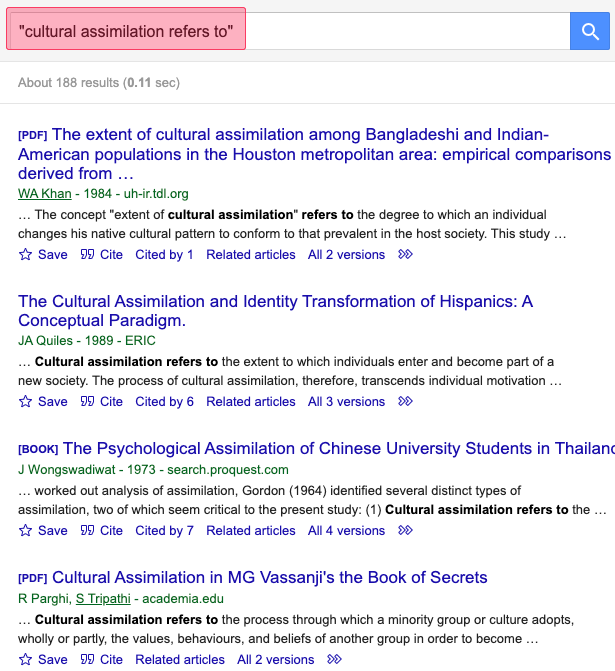 "cultural assimilation refers to"
About 188 results (0.11 sec)
[PDF] The extent of cultural assimilation among Bangladeshi and Indian-
American populations in the Houston metropolitan area: empirical comparisons
derived from …
WA Khan - 1984 - uh-ir.tdl.org
… The concept "extent of cultural assimilation" refers to the degree to which an individual
changes his native cultural pattern to conform to that prevalent in the host society. This study …
Save Cite Cited by 1 Related articles All 2 versions
The Cultural Assimilation and Identity Transformation of Hispanics: A
Conceptual Paradigm.
JA Quiles - 1989 - ERIC
… Cultural assimilation refers to the extent to which individuals enter and become part of a
new society. The process of cultural assimilation, therefore, transcends individual motivation …
Save Cite Cited by 6 Related articles All 3 versions
[BOOK] The Psychological Assimilation of Chinese University Students in Thailand
J Wongswadiwat - 1973 - search.proquest.com
… worked out analysis of assimilation, Gordon (1964) identified several distinct types of
assimilation, two of which seem critical to the present study: (1) Cultural assimilation refers to the …
Save Cite Cited by 7 Related articles All 4 versions
[PDF] Cultural Assimilation in MG Vassanji's the Book of Secrets
R Parghi, S Tripathi - academia.edu
… Cultural assimilation refers to the process through which a minority group or culture adopts,
wholly or partly, the values, behaviours, and beliefs of another group in order to become …
Save Cite Related articles All 2 versions